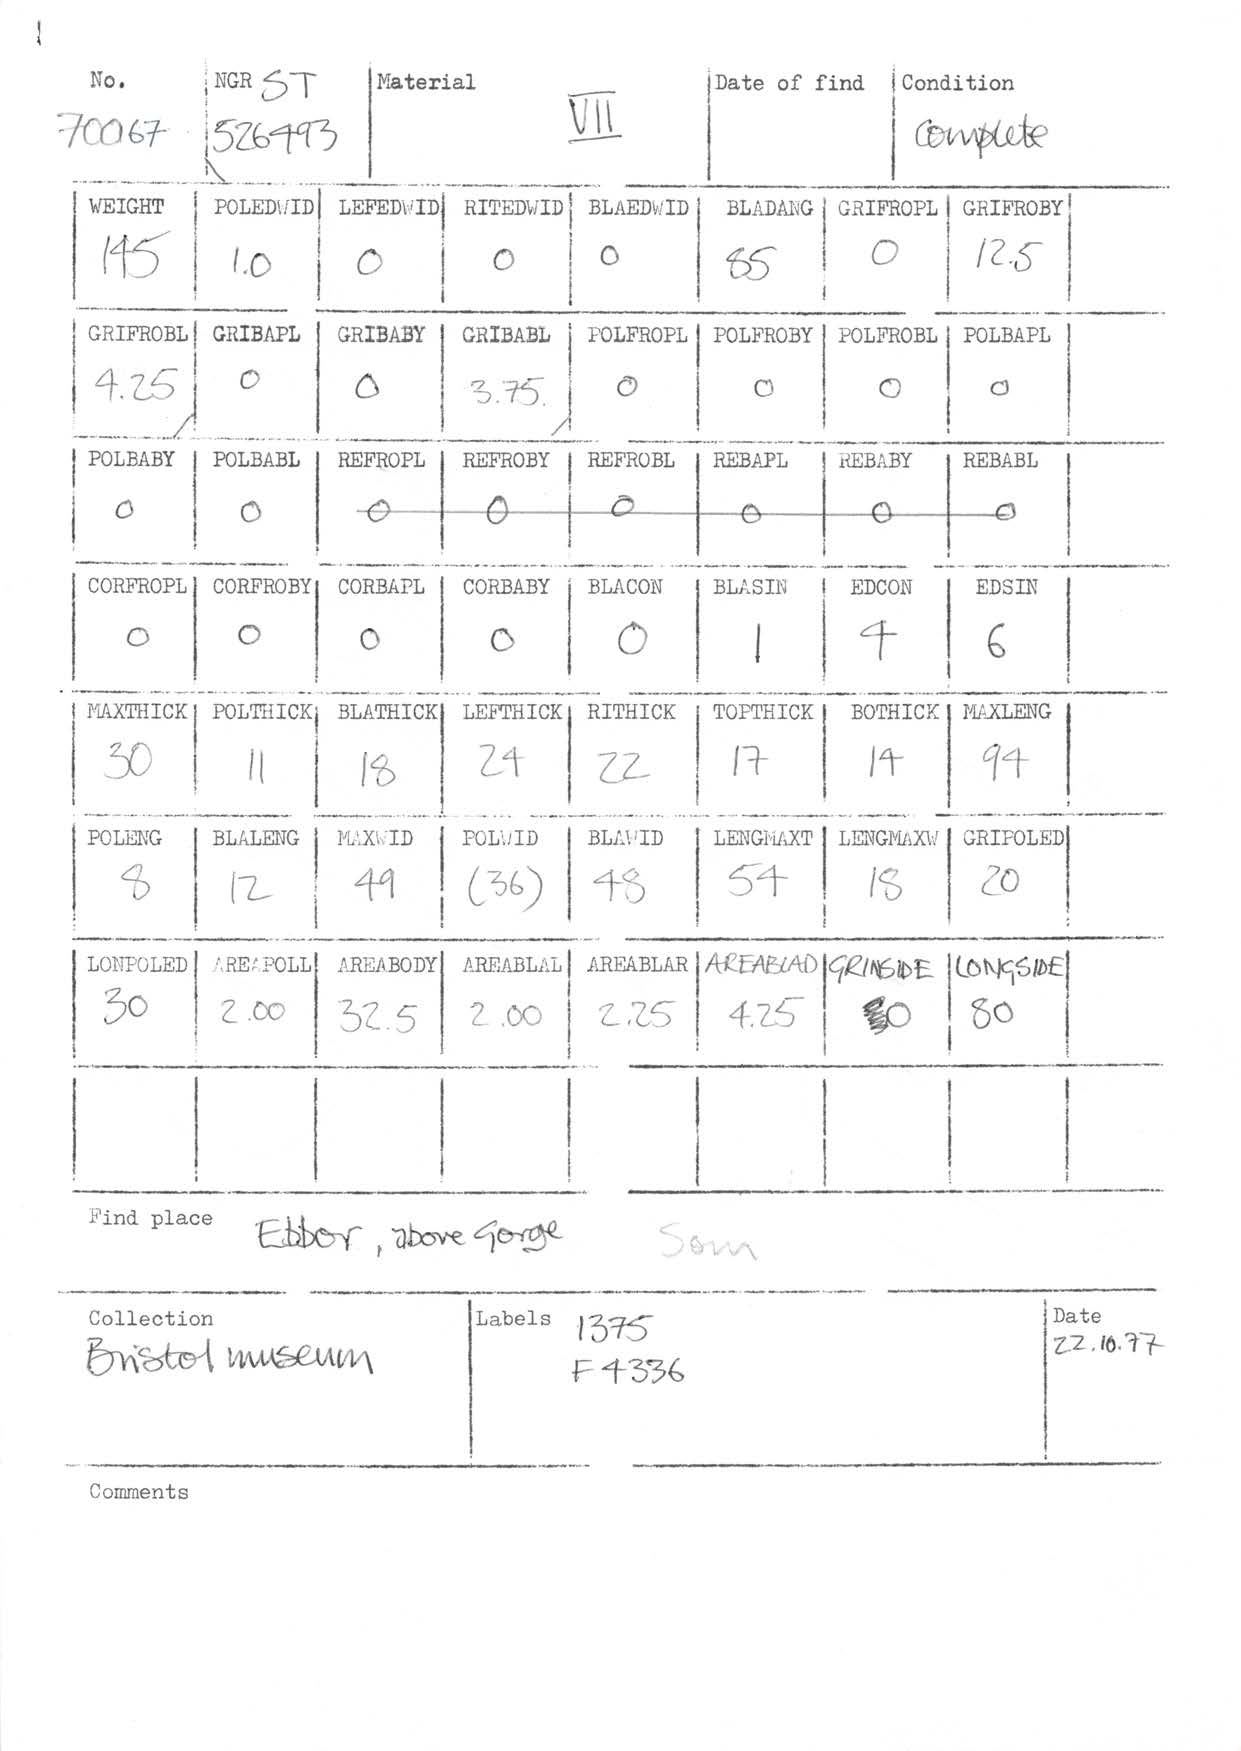 No. NGR ST Material VII Date of find Condition
70067 526493 complete
WEIGHT POLEDWID LEFEDWID RITEDWID BLAEDWID BLADANG GRIFROPL GRIFROBY
145 1.0 0 0 0 85 0 12.5
GRIFROBL GRIBAPL GRIBABY GRIBABL POLFROPL POLFROBY POLFROBL POLBAPL
4.25 0 0 3.75. 0 0 0 0
POLBABY POLBABL REFROPL REFROBY REFROBL REBAPL REBABY REBABL
0 0 0 0 0 0 0 0
CORFROPL CORFROBY CORBAPL CORBABY BLACON BLASIN EDCON EDSIN
0 0 0 0 0 1 4 6
MAXTHICK POLTHICK BLATHICK LEFTHICK RITHICK TOPTHICK BOTHICK MAXLENG
30 11 18 24 22 17 14 94
POLENG BLALENG MAXWID POLWID BLAWID LENGMAXT LENGMAXW GRIPOLED
8 12 49 (36) 48 54 18 20
LONPOLED AREAPOLL AREABODY AREABLAL AREABLAR AREABLAD GRINSIDE LONGSIDE
30 2.00 32.5 2.00 2.25 4.25 0 80
Find place Ebbor, above Gorge Som
Collection Labels 1375 Date
Bristol museum F4336 22.10.77
Comments